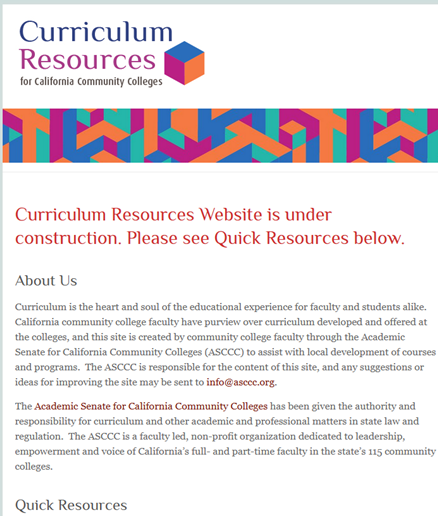 Curriculum
Resources
for California Community Colleges
Curriculum Resources Website is under
construction. Please see Quick Resources below.
About Us
Curriculum is the heart and soul of the educational experience for faculty and students alike.
California community college faculty have purview over curriculum developed and offered at
the colleges, and this site is created by community college faculty through the Academic
Senate for California Community Colleges (ASCCC) to assist with local development of courses
and programs. The ASCCC is responsible for the content of this site, and any suggestions or
ideas for improving the site may be sent to info@asccc.org.
The Academic Senate for California Community Colleges has been given the authority and
responsibility for curriculum and other academic and professional matters in state law and
regulation. The ASCCC is a faculty led, non-profit organization dedicated to leadership,
empowerment and voice of California's full- and part-time faculty in the state's 115 community
colleges.
Quick Resources